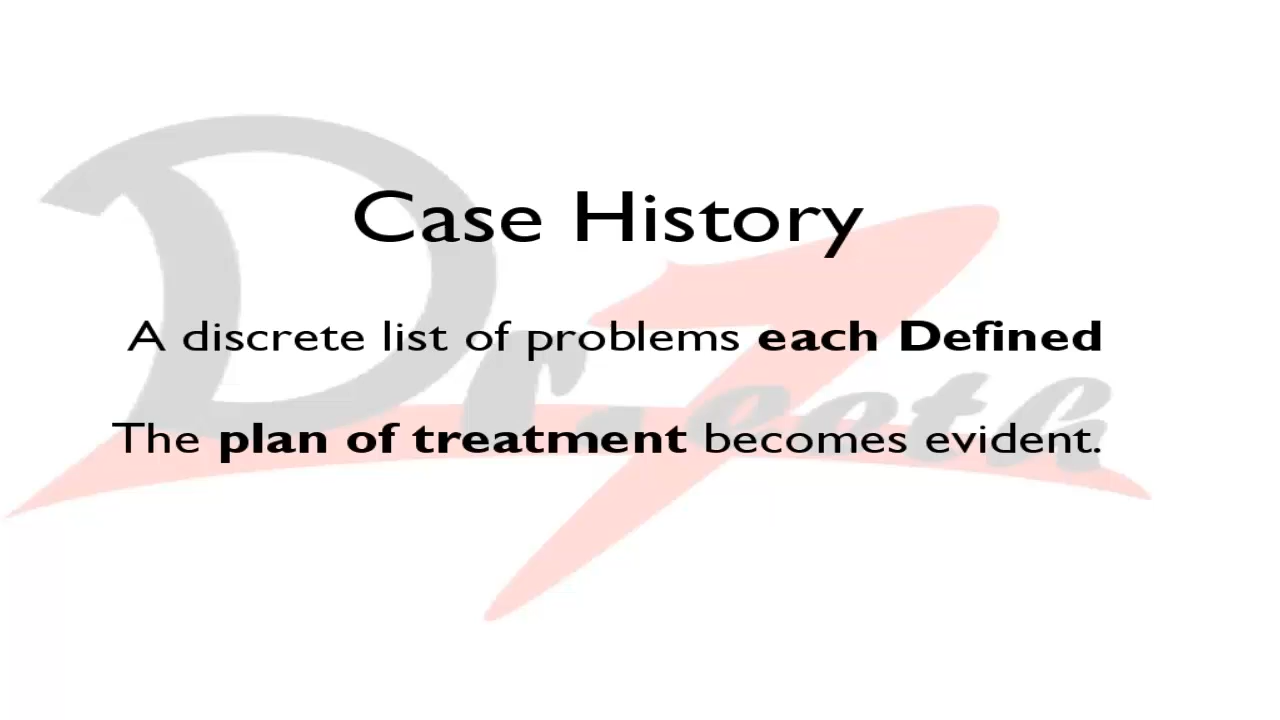 Case History
A discrete list of problems each Defined
The plan of treatment becomes evident.